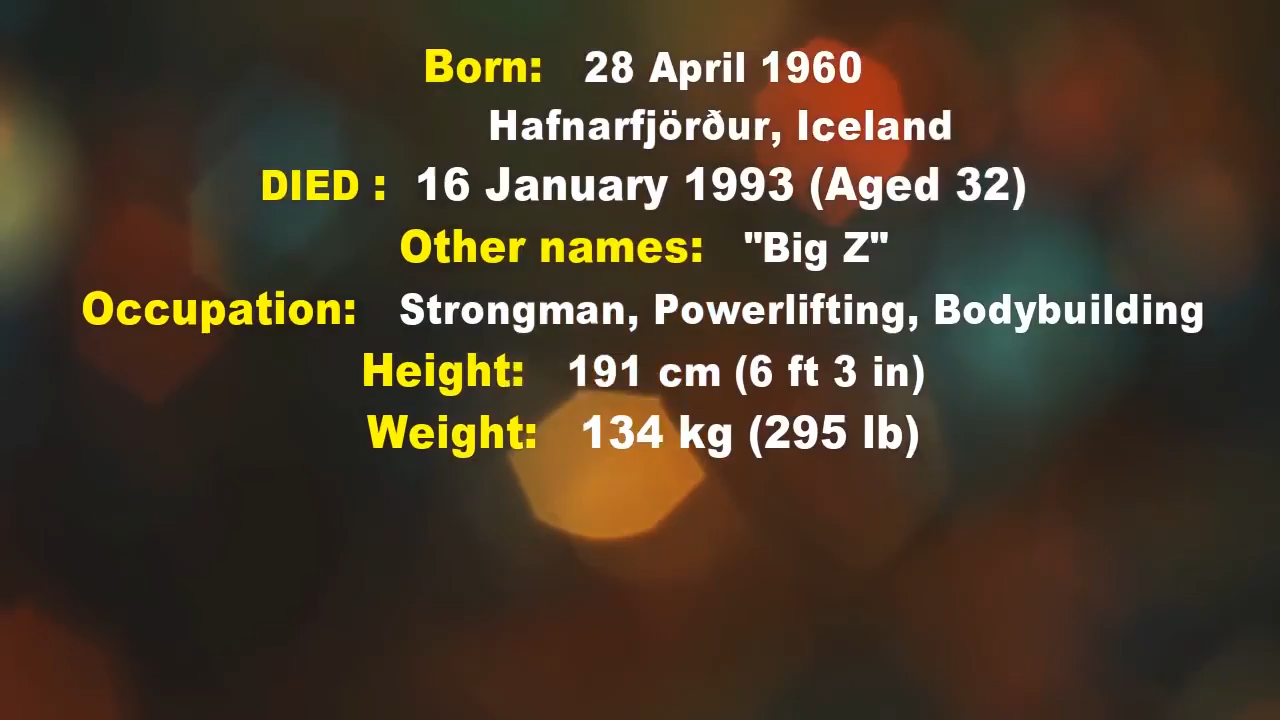 Born: 28 April 1960
Hafnarfjörður, Iceland
DIED : 16 January 1993 (Aged 32)
Other names: "Big Z"
Occupation: Strongman, Powerlifting, Bodybuilding
Height: 191 cm (6 ft 3 in)
Weight: 134 kg (295 lb)